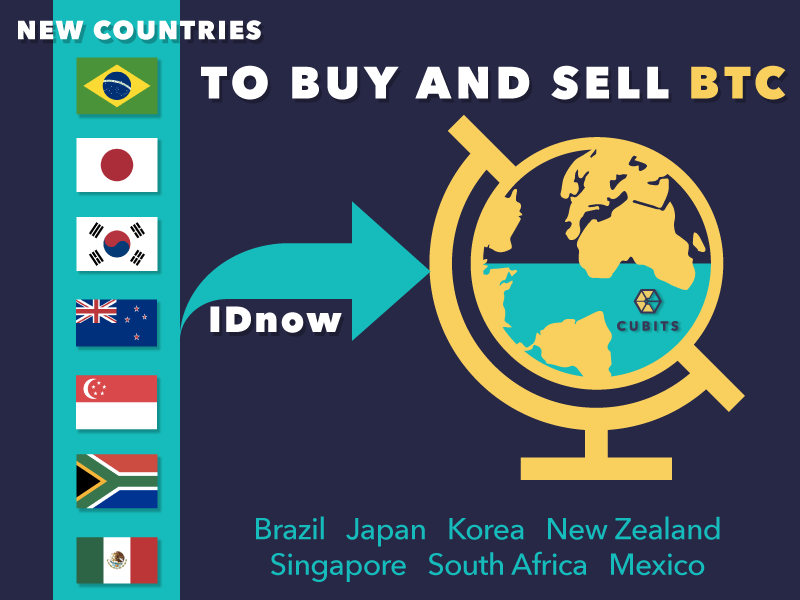 NEW COUNTRIES
TO BUY AND SELL BTC
IDnow
CUBITS
Brazil Japan Korea New Zealand
Singapore South Africa Mexico